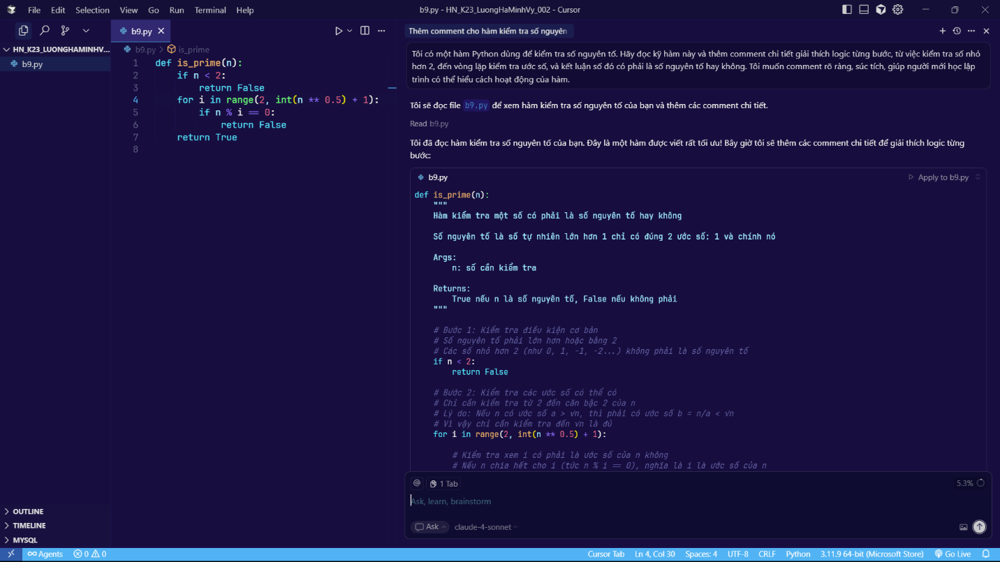 File Edit Selection View Go Run Terminal Help
b9.py - HN_K23_LuongHaMinhVy_002 - Cursor
HN_K23_LUONGHAMINHV...
b9.py
OUTLINE
TIMELINE
MYSQL
b9.py
b9.py > is_prime
1 def is_prime(n):
2 if n < 2:
3 return False
4 for i in range(2, int(n ** 0.5) + 1):
5 if n % i == 0:
6 return False
7 return True
8
Thêm comment cho hàm kiểm tra số nguyên
Tôi có một hàm Python dùng để kiểm tra số nguyên tố. Hãy đọc kỹ hàm này và thêm comment chi tiết giải thích logic từng bước, từ việc kiểm tra số nhỏ
hơn 2, đến vòng lặp kiểm tra ước số, và kết luận số đó có phải là số nguyên tố hay không. Tôi muốn comment rõ ràng, súc tích, giúp người mới học lập
trình có thể hiểu cách hoạt động của hàm.
Tôi sẽ đọc file b9.py để xem hàm kiểm tra số nguyên tố của bạn và thêm các comment chi tiết.
Read b9.py
Tôi đã đọc hàm kiểm tra số nguyên tố của bạn. Đây là một hàm được viết rất tối ưu! Bây giờ tôi sẽ thêm các comment chi tiết để giải thích logic từng
bước:
b9.py
Apply to b9.py
def is_prime(n):
"""
Hàm kiểm tra một số có phải là số nguyên tố hay không
Số nguyên tố là số tự nhiên lớn hơn 1 chỉ có đúng 2 ước số: 1 và chính nó
Args:
n: số cần kiểm tra
Returns:
True nếu n là số nguyên tố, False nếu không phải
"""
# Bước 1: Kiểm tra điều kiện cơ bản
# Số nguyên tố phải lớn hơn hoặc bằng 2
# Các số nhỏ hơn 2 (như 0, 1, -1, -2...) không phải là số nguyên tố
if n < 2:
return False
# Bước 2: Kiểm tra các ước số có thể có
# Chỉ cần kiểm tra từ 2 đến căn bậc 2 của n
# Lý do: Nếu n có ước số a > √n, thì phải có ước số b = n/a < √n
# Vì vậy chỉ cần kiểm tra đến √n là đủ
for i in range(2, int(n ** 0.5) + 1):
# Kiểm tra xem i có phải là ước số của n không
# Nếu n chia hết cho i (tức n % i == 0), nghĩa là i là ước số của n
@ 1 Tab
5.3%
Ask, learn, brainstorm
Ask claude-4-sonnet
Agents 0 0
Cursor Tab Ln 4, Col 30 Spaces: 4 UTF-8 CRLF Python 3.11.9 64-bit (Microsoft Store) Go Live